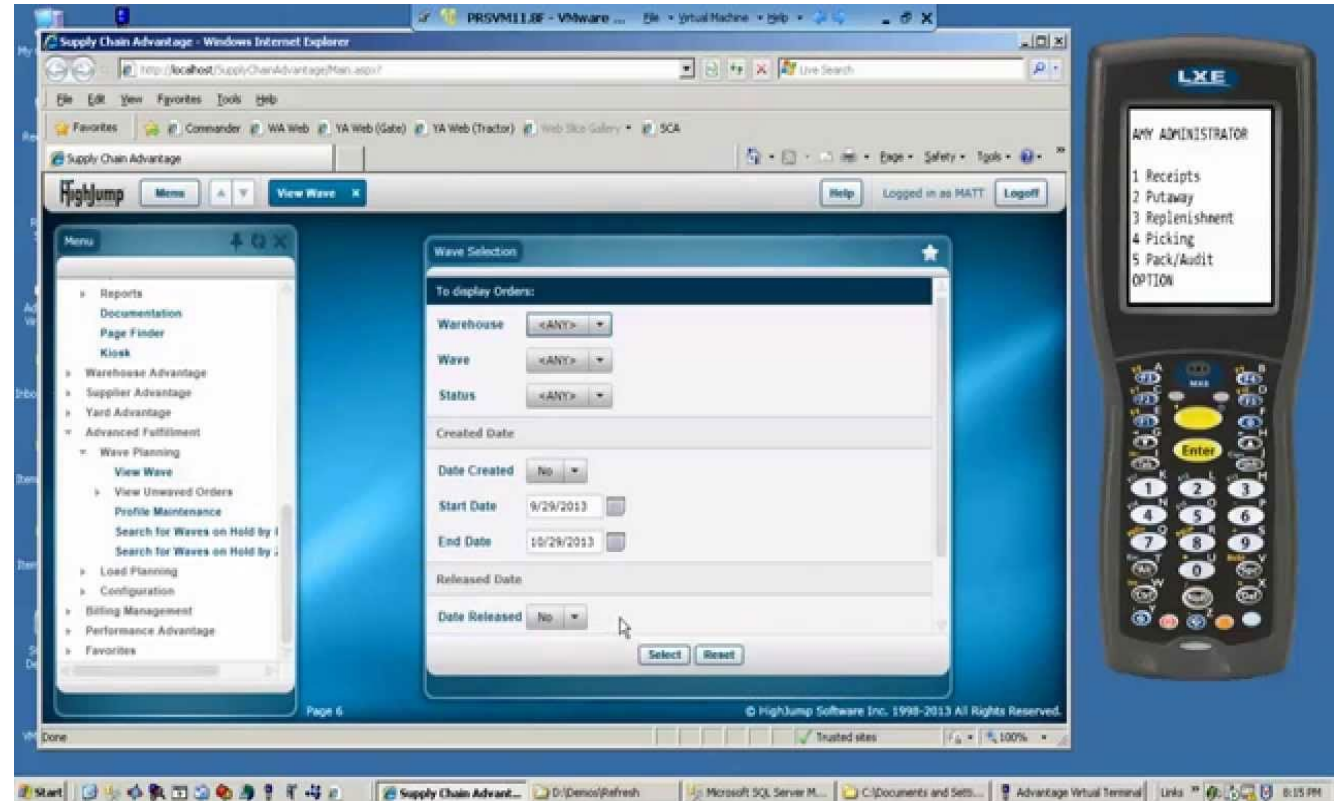 PRSVM11.8F - VMware ... File • Virtual Machine • Help •
Supply Chain Advantage - Windows Internet Explorer
http://localhost/SupplyChainAdvantage/Main.aspx?
Live Search
File Edit View Favorites Tools Help
Favorites Commander WA Web YA Web (Gate) YA Web (Tractor) Web Slice Gallery • SCA
Supply Chain Advantage
Page • Safety • Tools •
HighJump Menu View Wave x Help Logged in as MATT Logoff
Menu
Reports
Documentation
Page Finder
Kiosk
Warehouse Advantage
Supplier Advantage
Yard Advantage
Advanced Fulfillment
Wave Planning
View Wave
View Unwaved Orders
Profile Maintenance
Search for Waves on Hold by
Search for Waves on Hold by
Load Planning
Configuration
Billing Management
Performance Advantage
Favorites
Wave Selection
To display Orders:
Warehouse <ANY>
Wave <ANY>
Status <ANY>
Created Date
Date Created No
Start Date 9/29/2013
End Date 10/29/2013
Released Date
Date Released No
Select Reset
Page 6
© HighJump Software Inc. 1998-2013 All Rights Reserved.
Done Trusted sites 100%
LXE
AMY ADMINISTRATOR
1 Receipts
2 Putaway
3 Replenishment
4 Picking
5 Pack/Audit
OPTION
MX8
Enter
1 2 3
4 5 6
7 8 9
0
Start Supply Chain Advant... D:\Demos\Refresh Microsoft SQL Server M... C:\Documents and Setti... Advantage Virtual Terminal Links » 8:15 PM